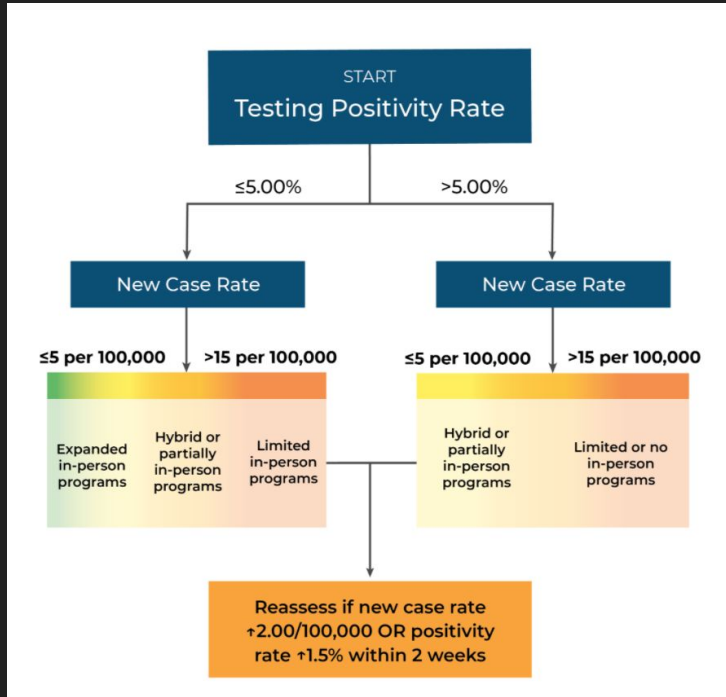 START
Testing Positivity Rate
≤5.00%
>5.00%
New Case Rate
New Case Rate
≤5 per 100,000
>15 per 100,000
≤5 per 100,000
>15 per 100,000
Expanded
in-person
programs
Hybrid or
partially
in-person
programs
Limited
in-person
programs
Hybrid or
partially
in-person
programs
Limited or no
in-person
programs
Reassess if new case rate
↑2.00/100,000 OR positivity
rate ↑1.5% within 2 weeks